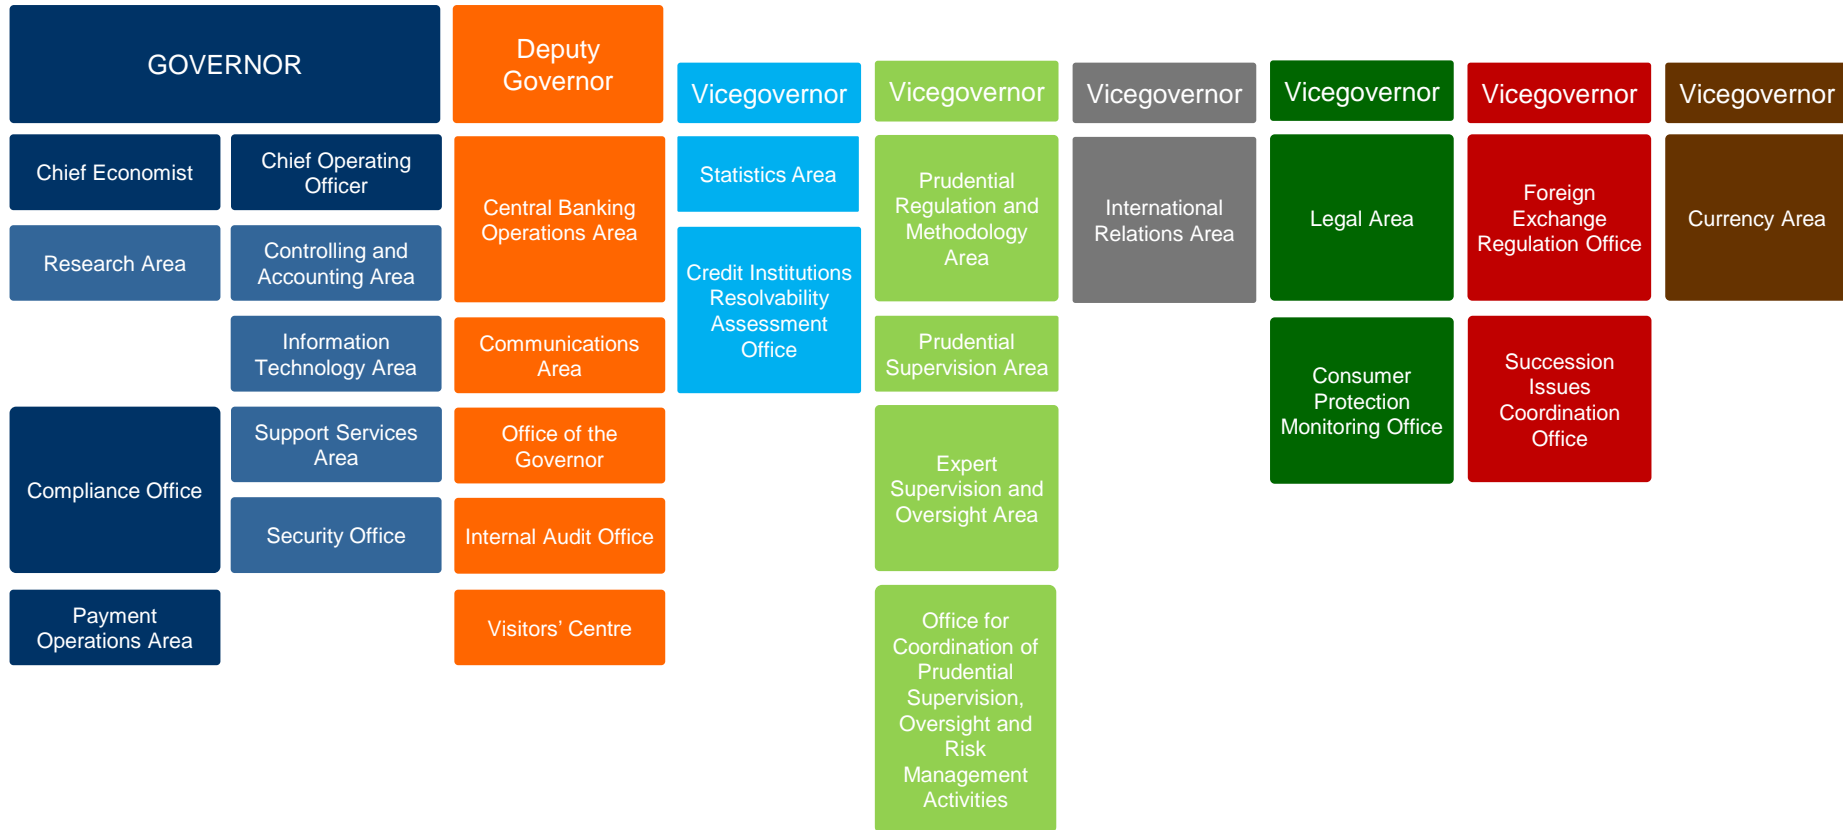 GOVERNOR
Deputy
Governor
Vicegovernor
Vicegovernor
Vicegovernor
Vicegovernor
Vicegovernor
Vicegovernor
Chief Economist
Research Area
Compliance Office
Payment
Operations Area
Chief Operating
Officer
Controlling and
Accounting Area
Information
Technology Area
Support Services
Area
Security Office
Central Banking
Operations Area
Communications
Area
Office of the
Governor
Internal Audit Office
Visitors’ Centre
Statistics Area
Credit Institutions
Resolvability
Assessment
Office
Prudential
Regulation and
Methodology
Area
Prudential
Supervision Area
Expert
Supervision and
Oversight Area
Office for
Coordination of
Prudential
Supervision,
Oversight and
Risk
Management
Activities
International
Relations Area
Legal Area
Consumer
Protection
Monitoring Office
Foreign
Exchange
Regulation Office
Succession
Issues
Coordination
Office
Currency Area